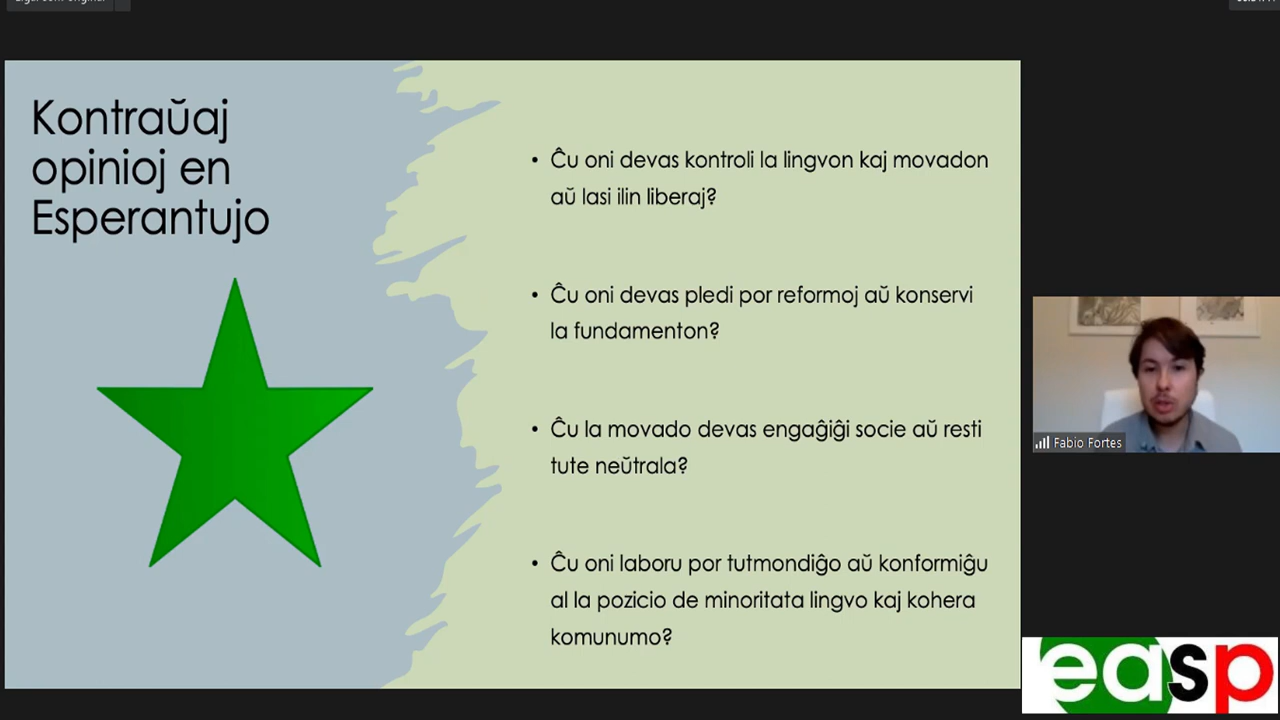 Kontraŭaj
opinioj en
Esperantujo
• Ĉu oni devas kontroli la lingvon kaj movadon
aŭ lasi ilin liberaj?
• Ĉu oni devas pledi por reformoj aŭ konservi
la fundamenton?
• Ĉu la movado devas engaĝiĝi socie aŭ resti
tute neŭtrala?
• Ĉu oni laboru por tutmondiĝo aŭ konformiĝu
al la pozicio de minoritata lingvo kaj kohera
komunumo?
Fabio Fortes
easp